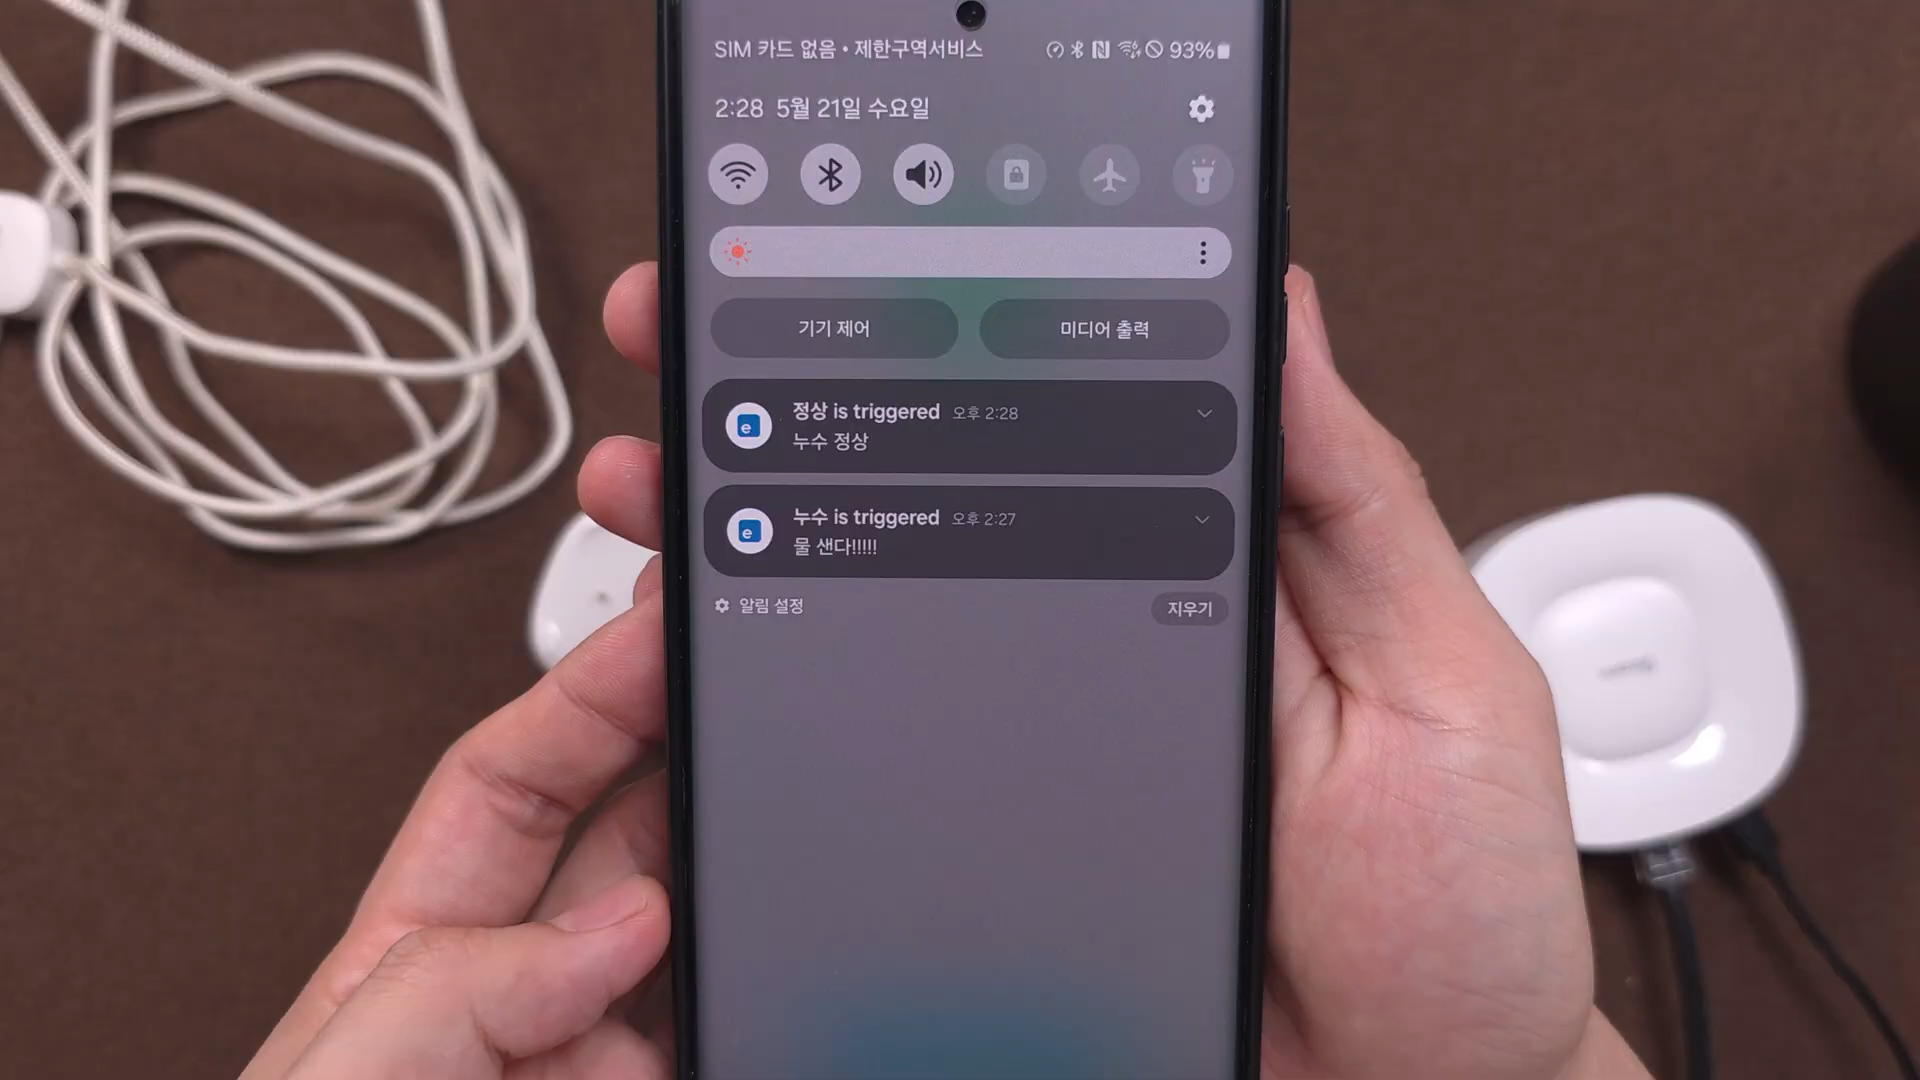 SIM 카드 없음 • 제한구역서비스 93%
2:28 5월 21일 수요일
기기 제어
미디어 출력
정상 is triggered 오후 2:28
누수 정상
누수 is triggered 오후 2:27
물 샌다!!!!!
알림 설정
지우기